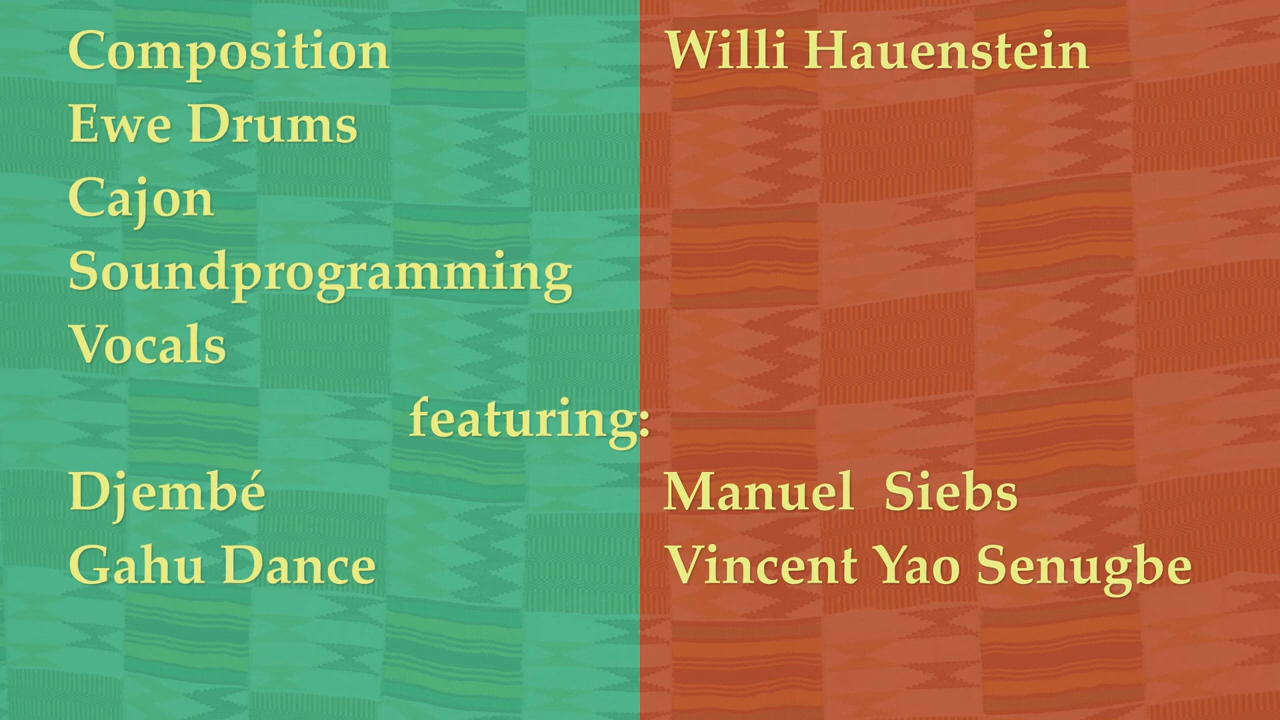 Composition Willi Hauenstein
Ewe Drums
Cajon
Soundprogramming
Vocals
featuring:
Djembé Manuel Siebs
Gahu Dance Vincent Yao Senugbe